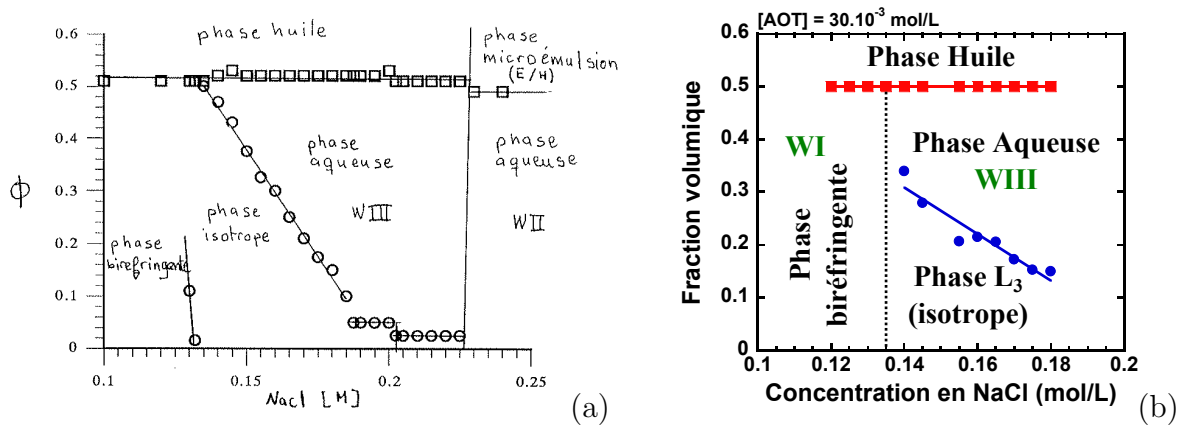 phase huile
phase
microémulsion
(E/H)
0.6
0.5
0.4
0.3
0.2
0.1
0
ϕ
phase
aqueuse
phase
aqueuse
WIII
WII
phase
isotrope
phase
birefringente
0.1
0.15
0.2
0.25
NaCl [M]
(a)
[AOT] = 30.10⁻³ mol/L
0.6
0.5
0.4
0.3
0.2
0.1
0
Fraction volumique
Phase Huile
WI
Phase Aqueuse
WIII
Phase
biréfringente
Phase L₃
(isotrope)
0.1
0.12
0.14
0.16
0.18
0.2
Concentration en NaCl (mol/L)
(b)